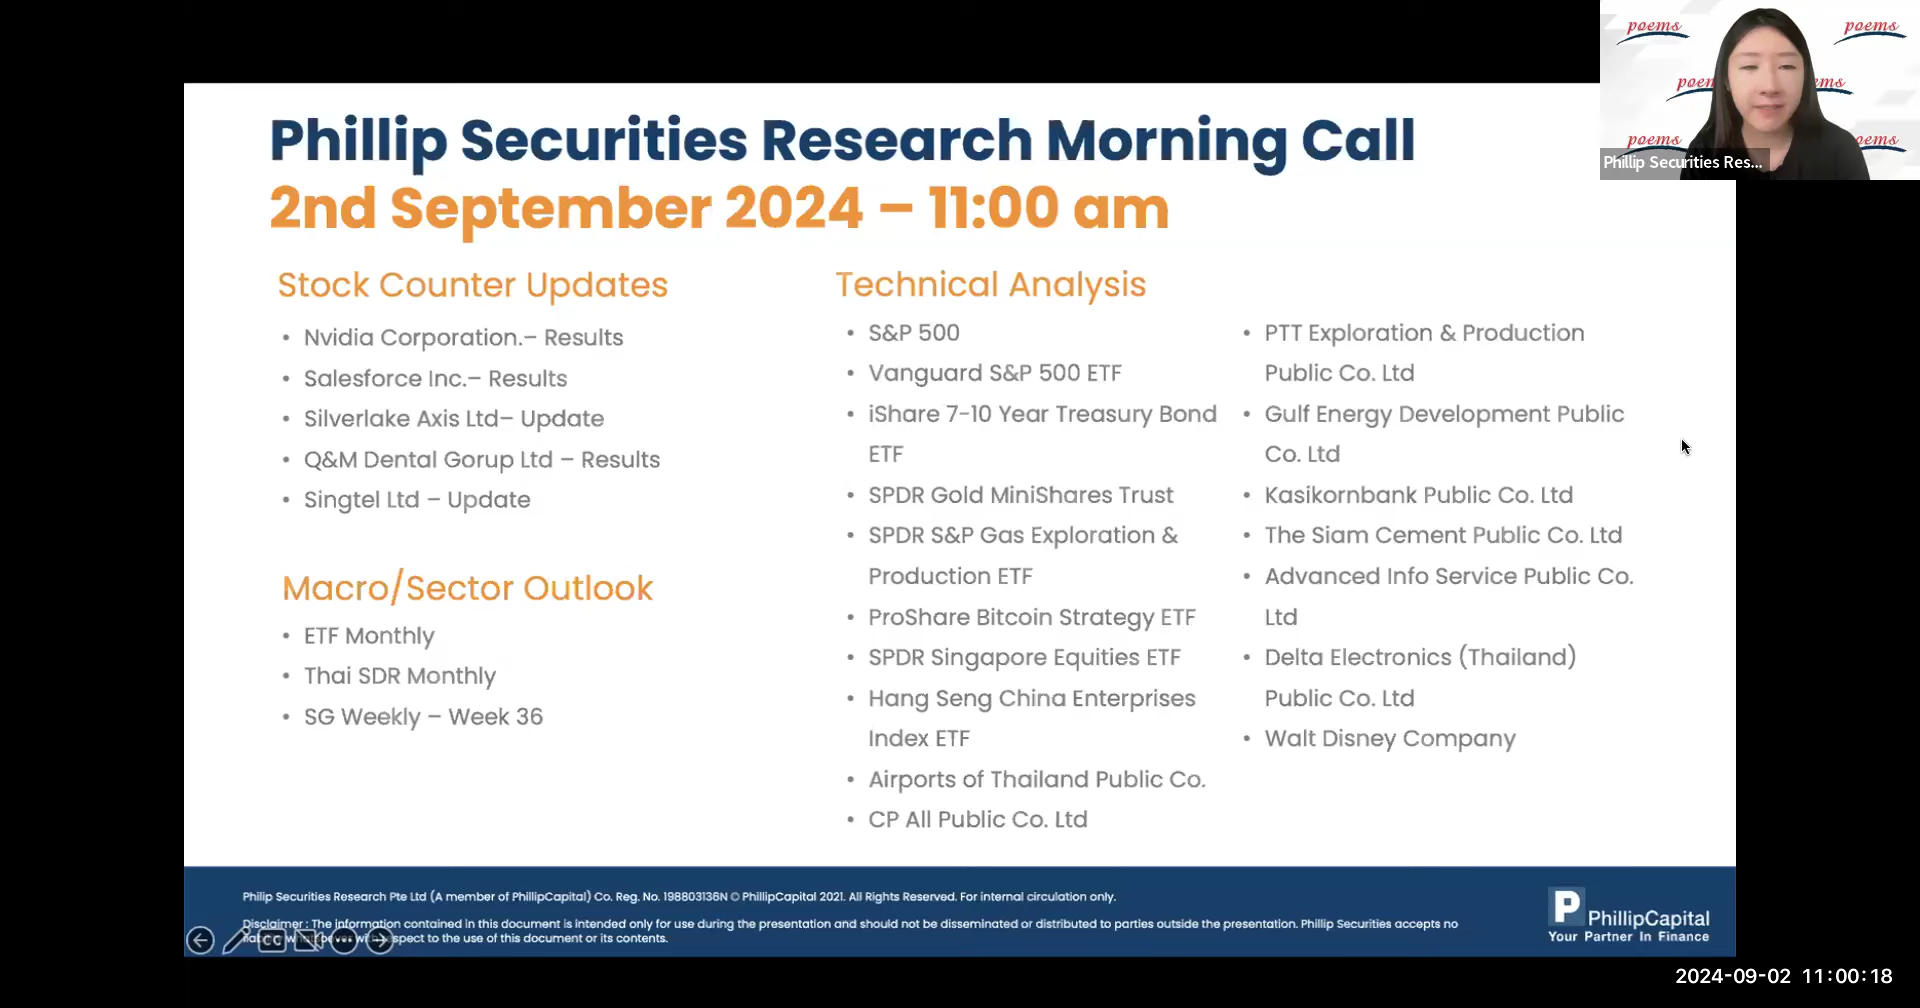 Phillip Securities Research Morning Call
2nd September 2024 – 11:00 am
Stock Counter Updates
• Nvidia Corporation.– Results
• Salesforce Inc.– Results
• Silverlake Axis Ltd– Update
• Q&M Dental Gorup Ltd – Results
• Singtel Ltd – Update
Macro/Sector Outlook
• ETF Monthly
• Thai SDR Monthly
• SG Weekly – Week 36
Technical Analysis
• S&P 500
• Vanguard S&P 500 ETF
• iShare 7-10 Year Treasury Bond
ETF
• SPDR Gold MiniShares Trust
• SPDR S&P Gas Exploration &
Production ETF
• ProShare Bitcoin Strategy ETF
• SPDR Singapore Equities ETF
• Hang Seng China Enterprises
Index ETF
• Airports of Thailand Public Co.
• CP All Public Co. Ltd
• PTT Exploration & Production
Public Co. Ltd
• Gulf Energy Development Public
Co. Ltd
• Kasikornbank Public Co. Ltd
• The Siam Cement Public Co. Ltd
• Advanced Info Service Public Co.
Ltd
• Delta Electronics (Thailand)
Public Co. Ltd
• Walt Disney Company
poems
poems
poem
ems
poems
oems
Phillip Securities Res...
Philip Securities Research Pte Ltd (A member of PhillipCapital) Co. Reg. No. 198803136N © PhillipCapital 2021. All Rights Reserved. For internal circulation only.
Disclaimer : The information contained in this document is intended only for use during the presentation and should not be disseminated or distributed to parties outside the presentation. Phillip Securities accepts no
with respect to the use of this document or its contents.
CC
P PhillipCapital
Your Partner In Finance
2024-09-02 11:00:18